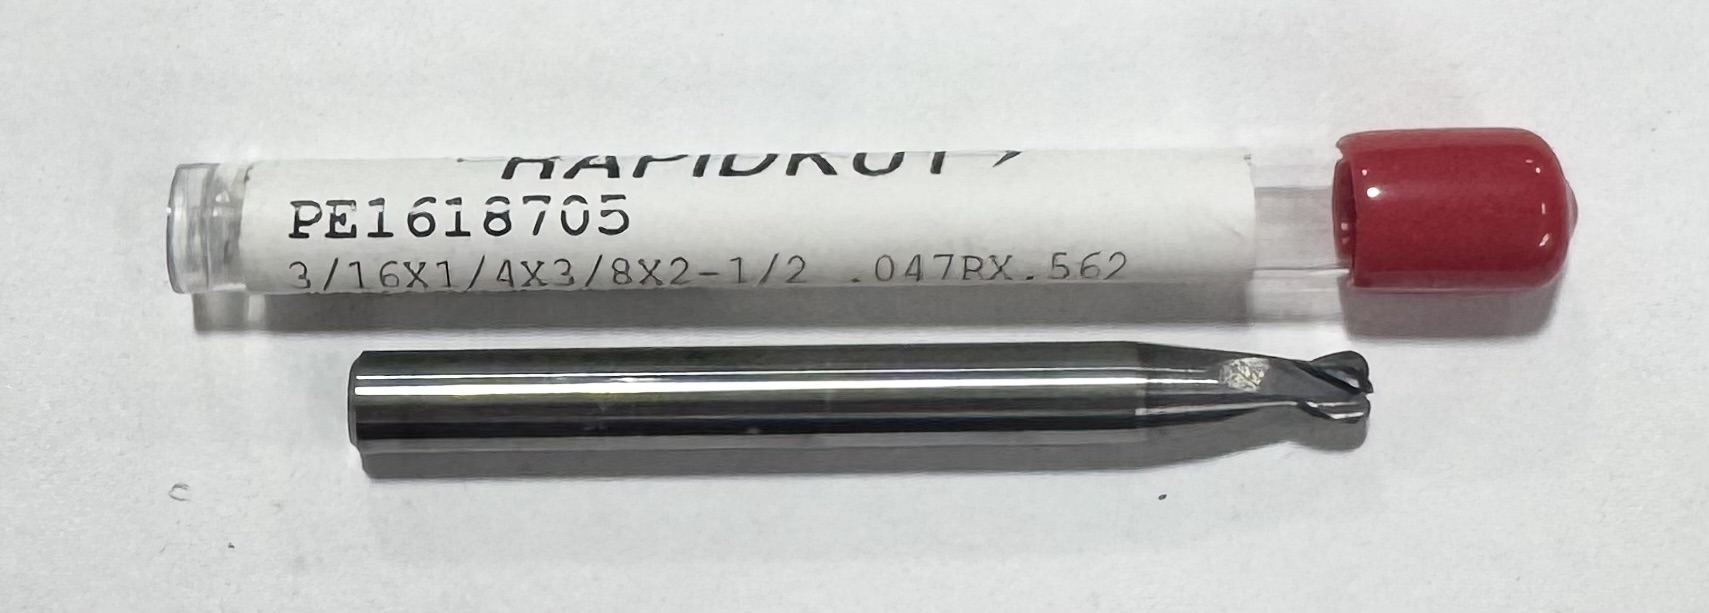 RAPIDKUT
PE1618705
3/16X1/4X3/8X2-1/2 .047RX.562